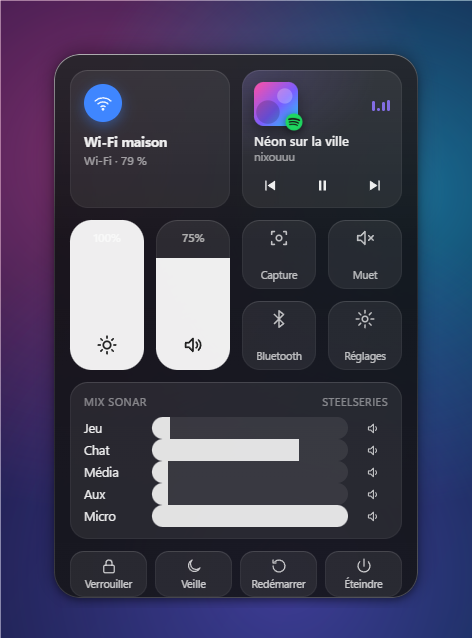 Wi-Fi maison
Wi-Fi · 79 %
Néon sur la ville
nixouuu
100%
75%
Capture
Muet
Bluetooth
Réglages
MIX SONAR
STEELSERIES
Jeu
Chat
Média
Aux
Micro
Verrouiller
Veille
Redémarrer
Éteindre